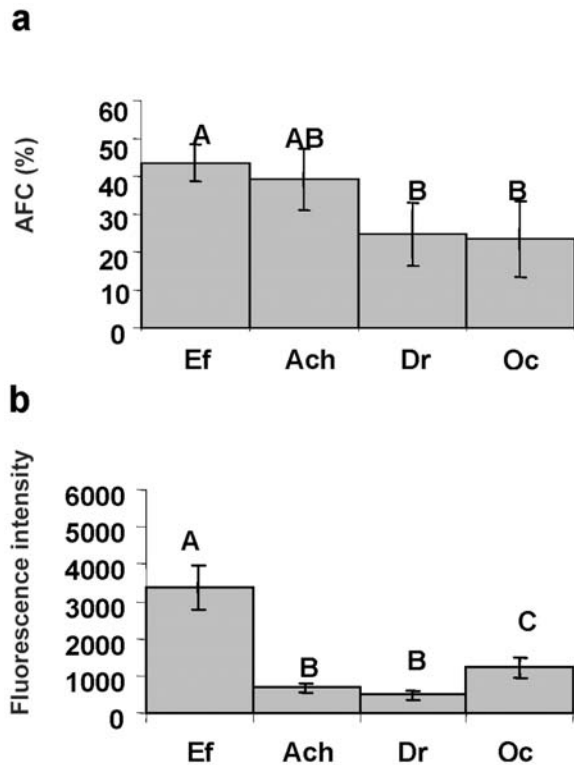 a
AFC (%)
60
50
40
30
20
10
0
A
AB
B
B
Ef Ach Dr Oc
b
Fluorescence intensity
6000
5000
4000
3000
2000
1000
0
A
B
B
C
Ef Ach Dr Oc